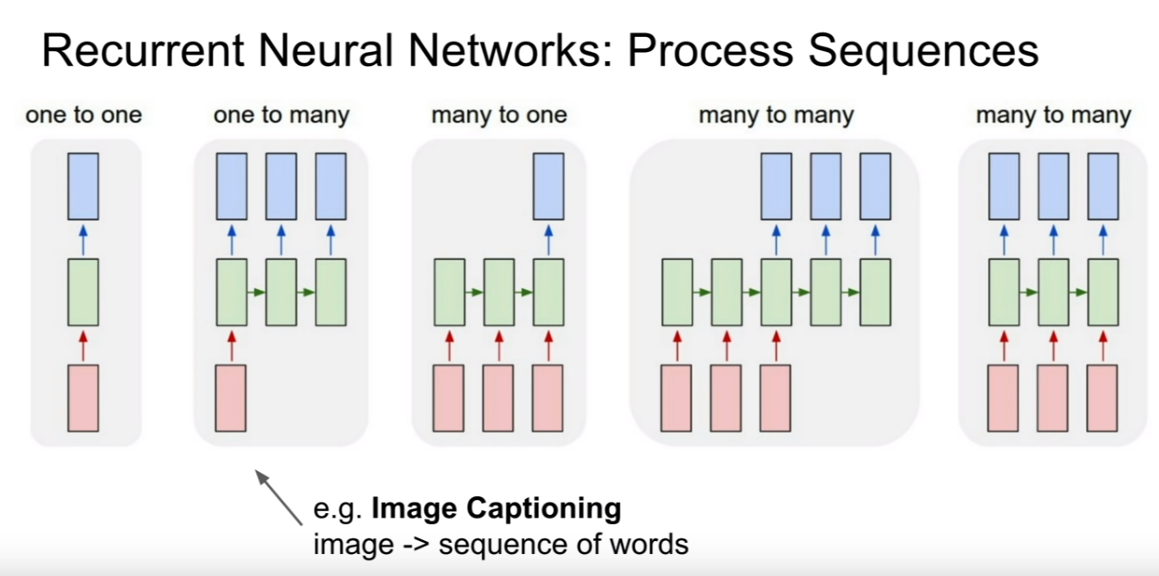 Recurrent Neural Networks: Process Sequences
one to one
one to many
many to one
many to many
many to many
e.g. Image Captioning
image -> sequence of words